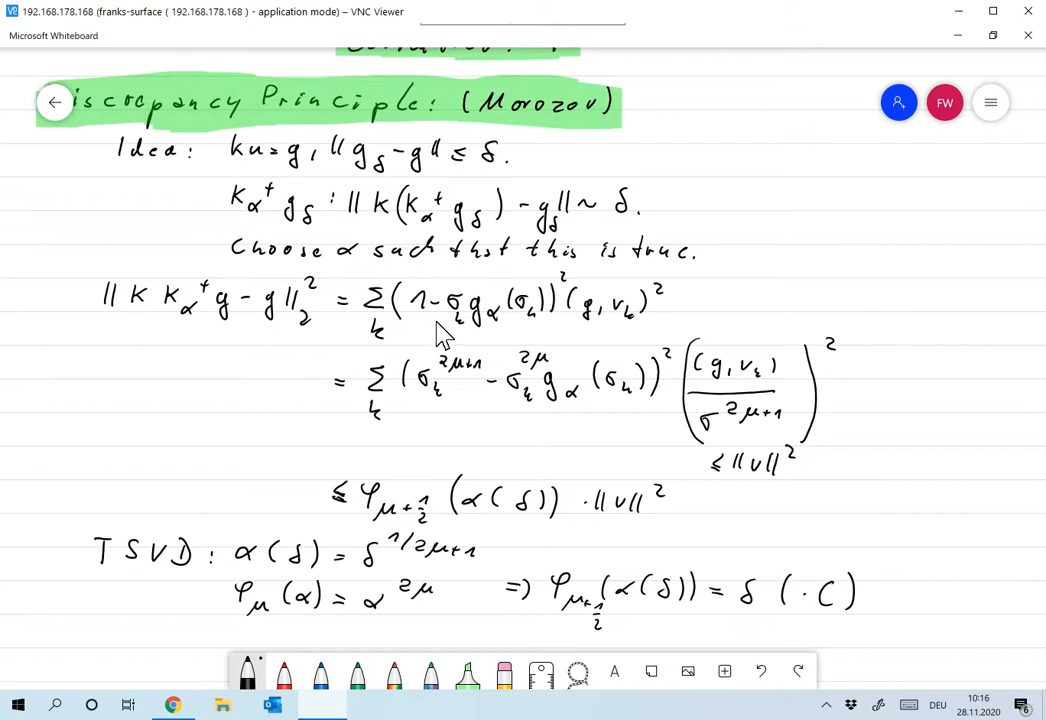 192.168.178.168 (franks-surface ( 192.168.178.168 ) - application mode) – VNC Viewer
Microsoft Whiteboard
iscrepancy Principle: (Morozov)
FW
Idea: Ku = g, ‖g_δ - g‖ ≤ δ.
K_α^+ g_δ : ‖K(K_α^+ g_δ) - g_δ‖ ~ δ.
Choose α such that this is true.
‖K K_α^+ g - g‖_2^2 = Σ_k (1 - σ_k g_α(σ_k))^2 (g, v_k)^2
= Σ_k (σ_k^{2μ+1} - σ_k^{2μ} g_α(σ_k))^2 ((g, v_k) / σ^{2μ+1})^2
≤ ‖v‖^2
≤ φ_{μ+1/2}(α(δ)) · ‖v‖^2
TSVD: α(δ) = δ^{1/2μ+1}
φ_μ(α) = α^{2μ} ⇒ φ_{μ+1/2}(α(δ)) = δ (· C)
A
DEU
10:16
28.11.2020
6